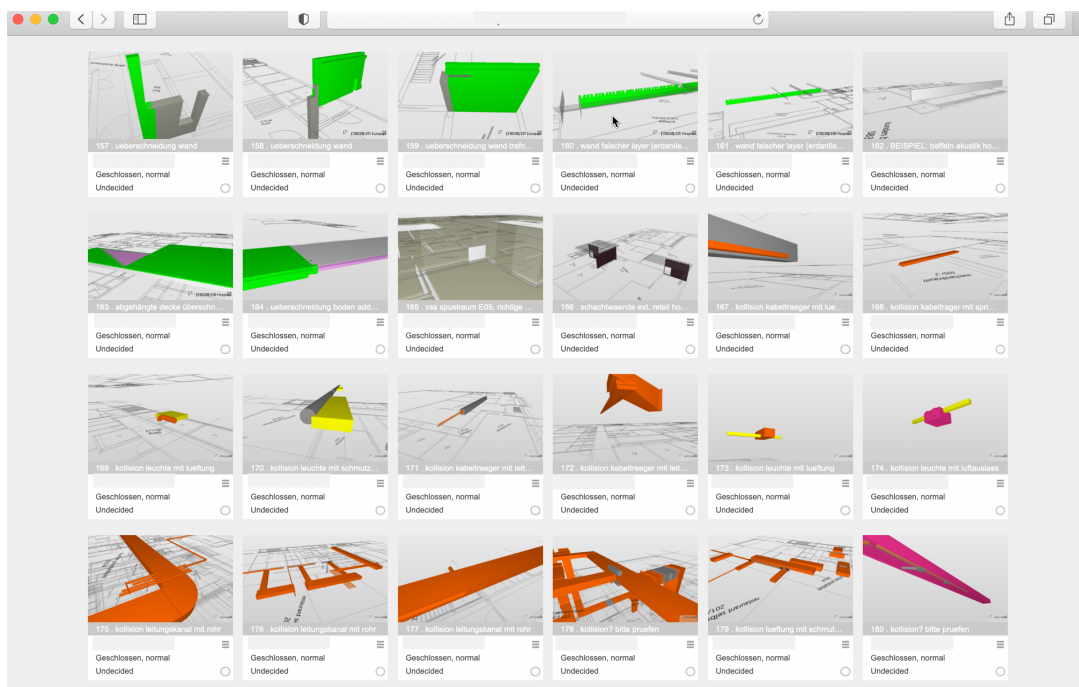 157 . ueberschneidung wand
158 . ueberschneidung wand
159 . ueberschneidung wand trafo...
160 . wand falscher layer (erdanlie...
161 . wand falscher layer (erdanlie...
162 . BEISPIEL: baffeln akustik ho...
Geschlossen, normal
Geschlossen, normal
Geschlossen, normal
Geschlossen, normal
Geschlossen, normal
Geschlossen, normal
Undecided
Undecided
Undecided
Undecided
Undecided
Undecided
163 . abgehängte decke überschn...
164 . ueberschneidung boden add...
165 . vss spuelraum E05, richtige ...
166 . schachtwaende ext. retail ho...
167 . kollision kabeltraeger mit lue...
168 . kollision kabeltrager mit spri...
Geschlossen, normal
Geschlossen, normal
Geschlossen, normal
Geschlossen, normal
Geschlossen, normal
Geschlossen, normal
Undecided
Undecided
Undecided
Undecided
Undecided
Undecided
169 . kollision leuchte mit lueftung
170 . kollision leuchte mit schmutz...
171 . kollision kabeltraeger mit leit...
172 . kollision kabeltraeger mit leit...
173 . kollision leuchte mit lueftung
174 . kollision leuchte mit luftauslass
Geschlossen, normal
Geschlossen, normal
Geschlossen, normal
Geschlossen, normal
Geschlossen, normal
Geschlossen, normal
Undecided
Undecided
Undecided
Undecided
Undecided
Undecided
175 . kollision leitungskanal mit rohr
176 . kollision leitungskanal mit rohr
177 . kollision leitungskanal mit rohr
178 . kollision? bitte pruefen
179 . kollision lueftung mit schmut...
180 . kollision? bitte pruefen
Geschlossen, normal
Geschlossen, normal
Geschlossen, normal
Geschlossen, normal
Geschlossen, normal
Geschlossen, normal
Undecided
Undecided
Undecided
Undecided
Undecided
Undecided